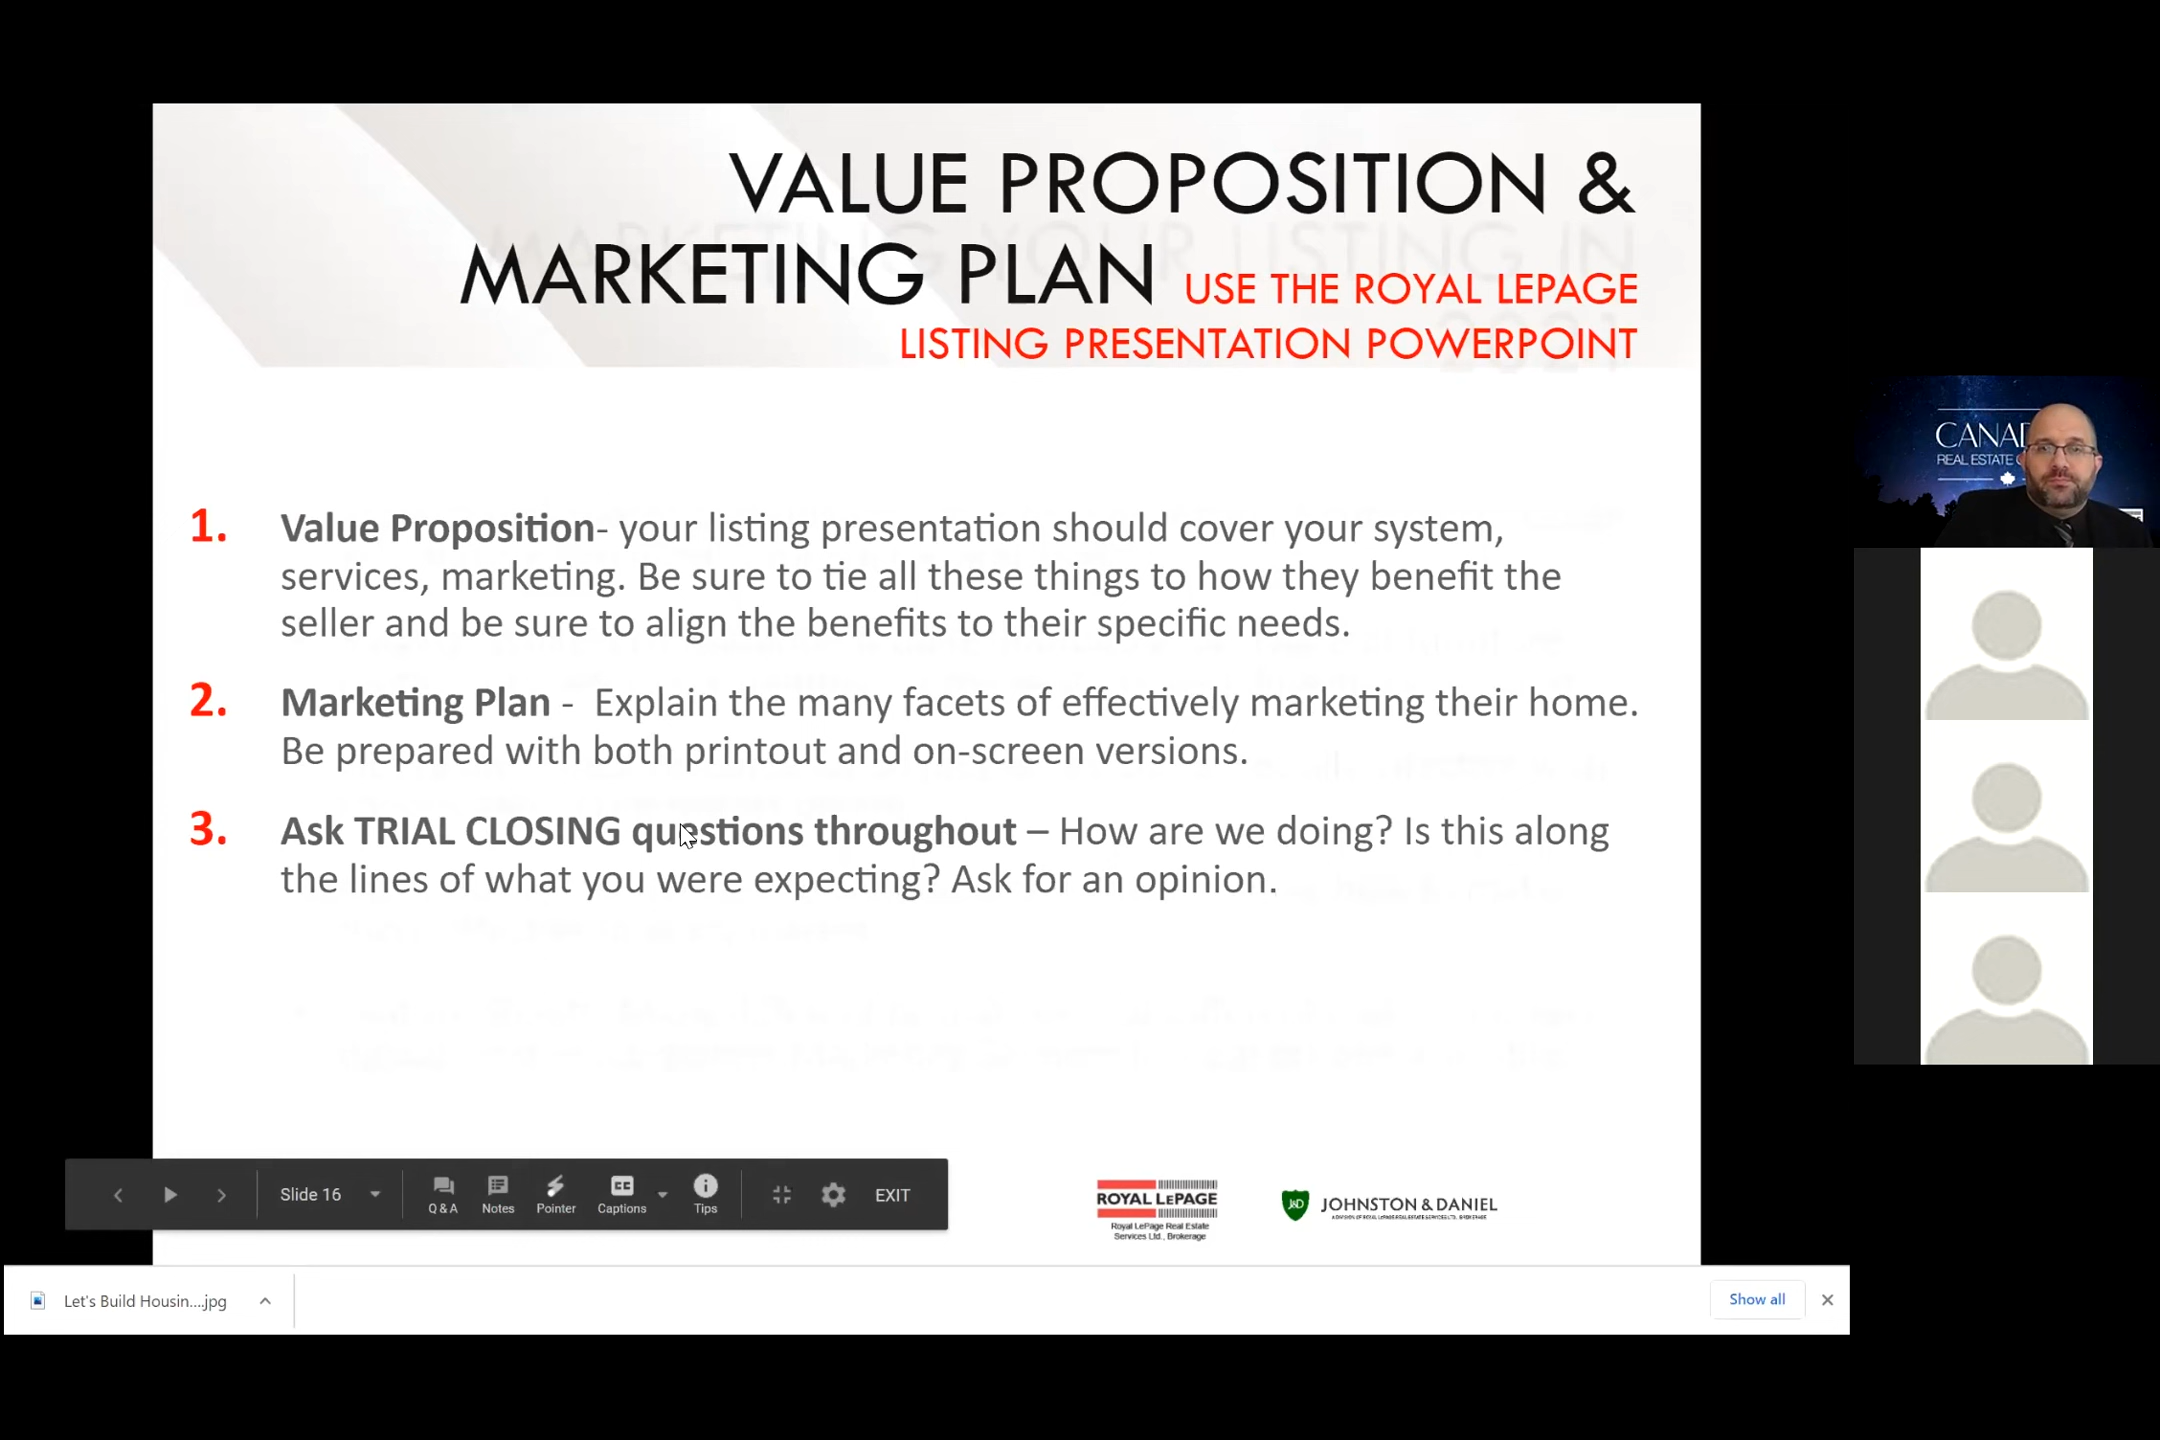 VALUE PROPOSITION &
MARKETING PLAN USE THE ROYAL LEPAGE
LISTING PRESENTATION POWERPOINT
1. Value Proposition- your listing presentation should cover your system,
services, marketing. Be sure to tie all these things to how they benefit the
seller and be sure to align the benefits to their specific needs.
2. Marketing Plan - Explain the many facets of effectively marketing their home.
Be prepared with both printout and on-screen versions.
3. Ask TRIAL CLOSING questions throughout – How are we doing? Is this along
the lines of what you were expecting? Ask for an opinion.
REAL ESTATE
Slide 16
Q & A
Notes
CC
Pointer
Captions
Tips
EXIT
ROYAL LEPAGE
Royal LePage Real Estate
Services Ltd., Brokerage
J&D
JOHNSTON & DANIEL
A DIVISION OF ROYAL LEPAGE REAL ESTATE SERVICES LTD., BROKERAGE
Let's Build Housin....jpg
Show all